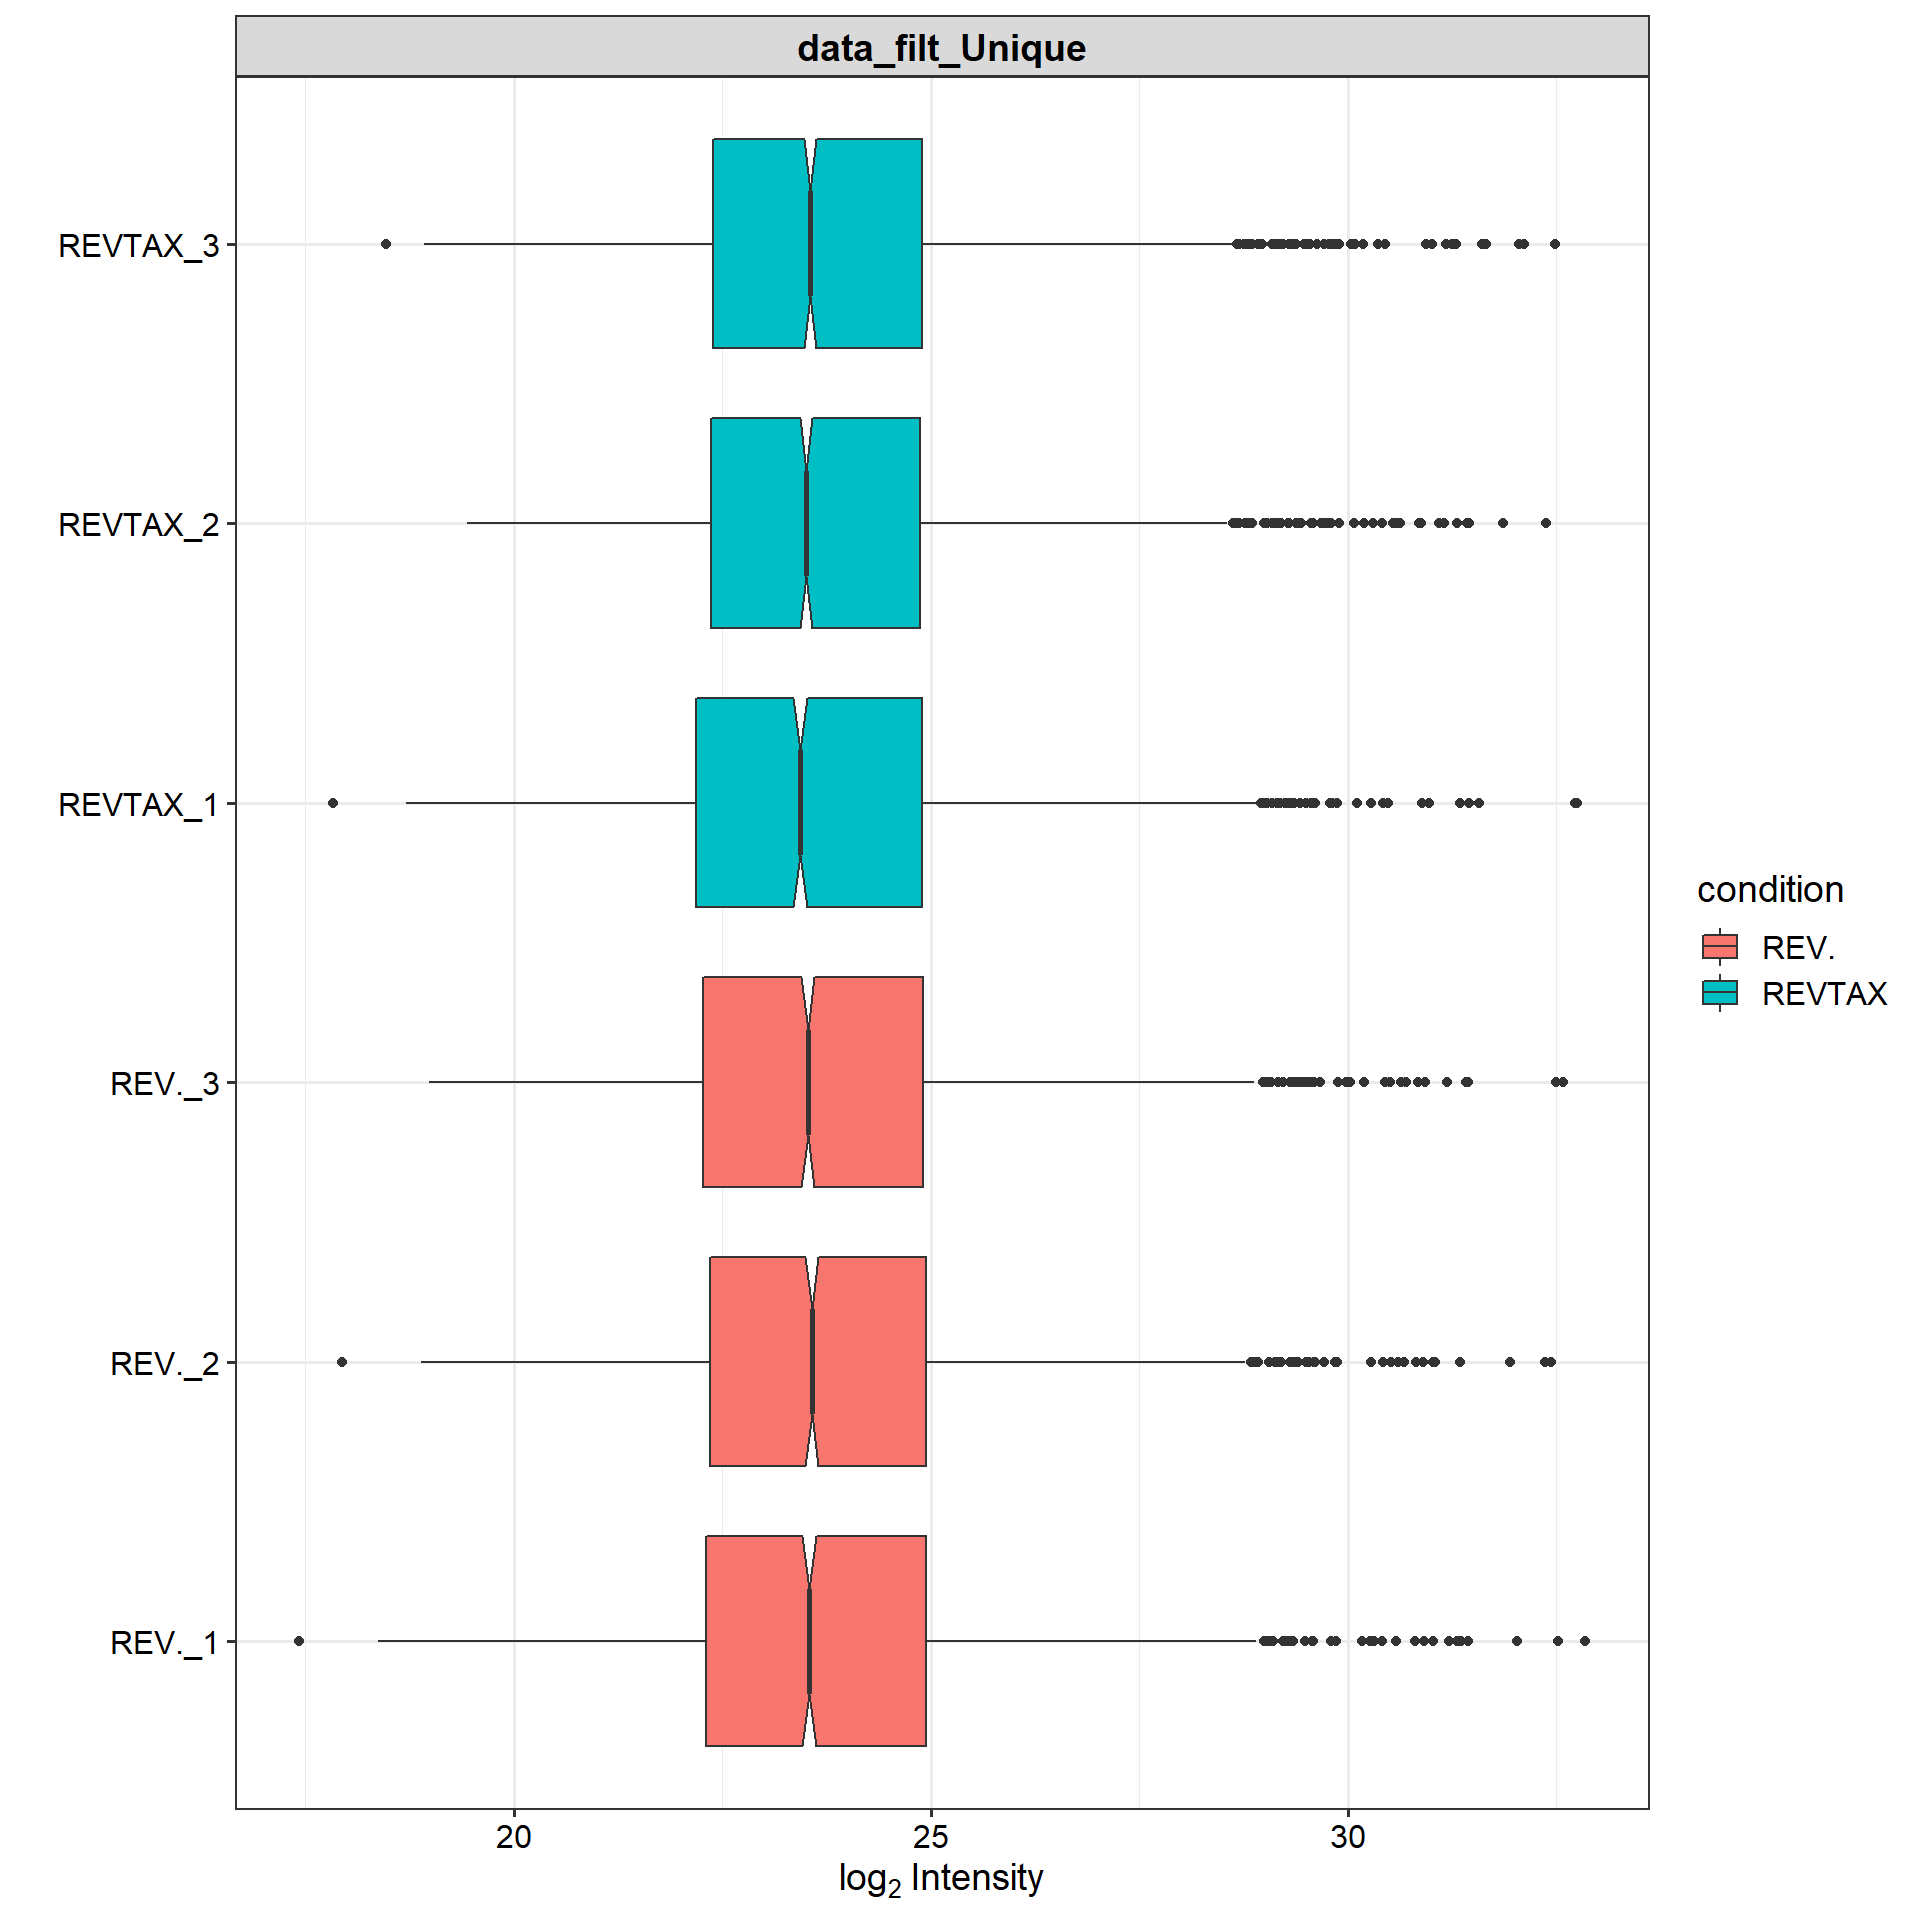 data_filt_Unique
REVTAX_3
REVTAX_2
REVTAX_1
REV._3
REV._2
REV._1
20 25 30
log₂ Intensity
condition
REV.
REVTAX